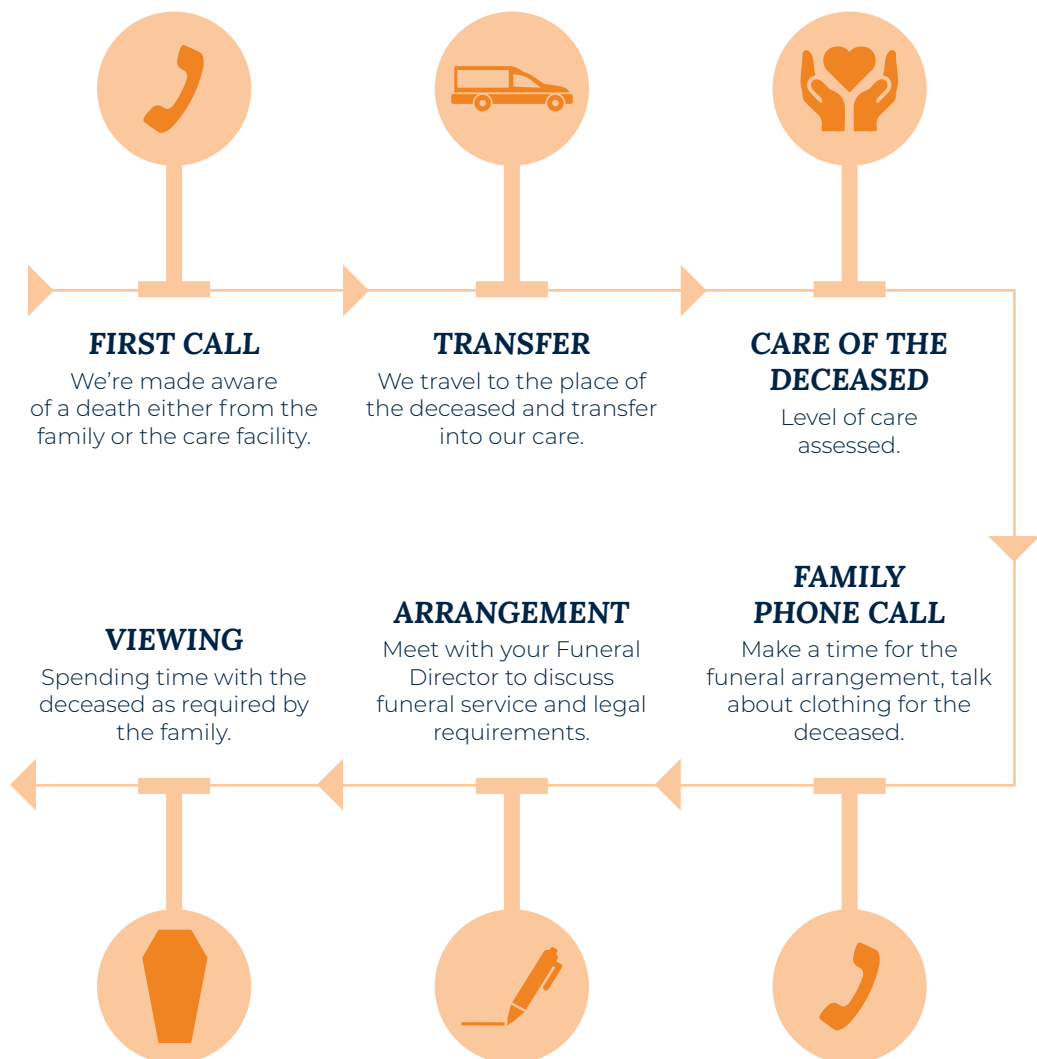 FIRST CALL
We’re made aware
of a death either from the
family or the care facility.
TRANSFER
We travel to the place of
the deceased and transfer
into our care.
CARE OF THE
DECEASED
Level of care
assessed.
FAMILY
PHONE CALL
Make a time for the
funeral arrangement, talk
about clothing for the
deceased.
ARRANGEMENT
Meet with your Funeral
Director to discuss
funeral service and legal
requirements.
VIEWING
Spending time with the
deceased as required by
the family.